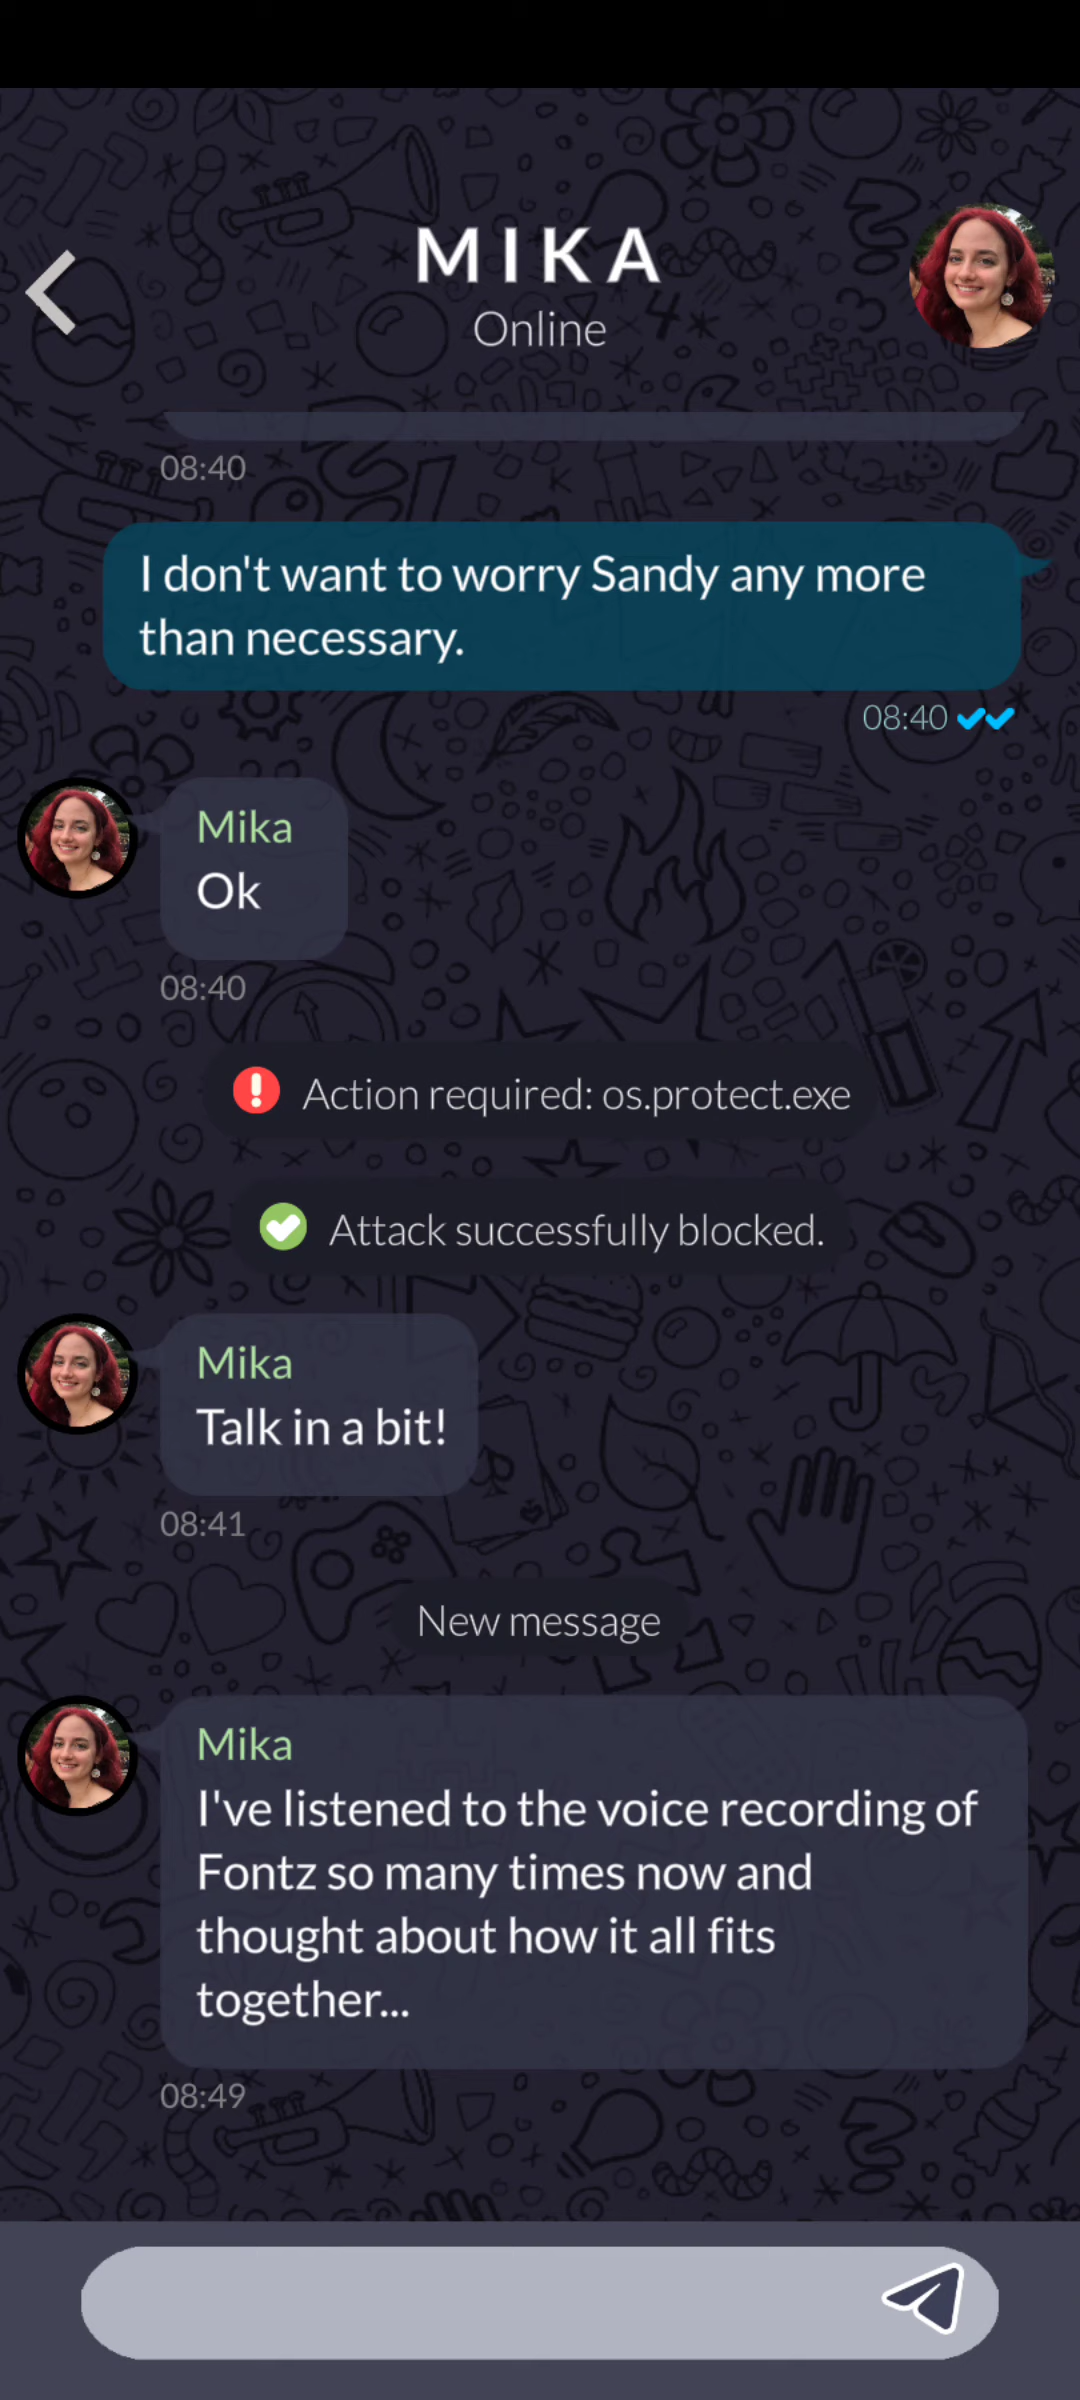 MIKA
Online
08:40
I don't want to worry Sandy any more
than necessary.
08:40
Mika
Ok
08:40
Action required: os.protect.exe
Attack successfully blocked.
Mika
Talk in a bit!
08:41
New message
Mika
I've listened to the voice recording of
Fontz so many times now and
thought about how it all fits
together...
08:49